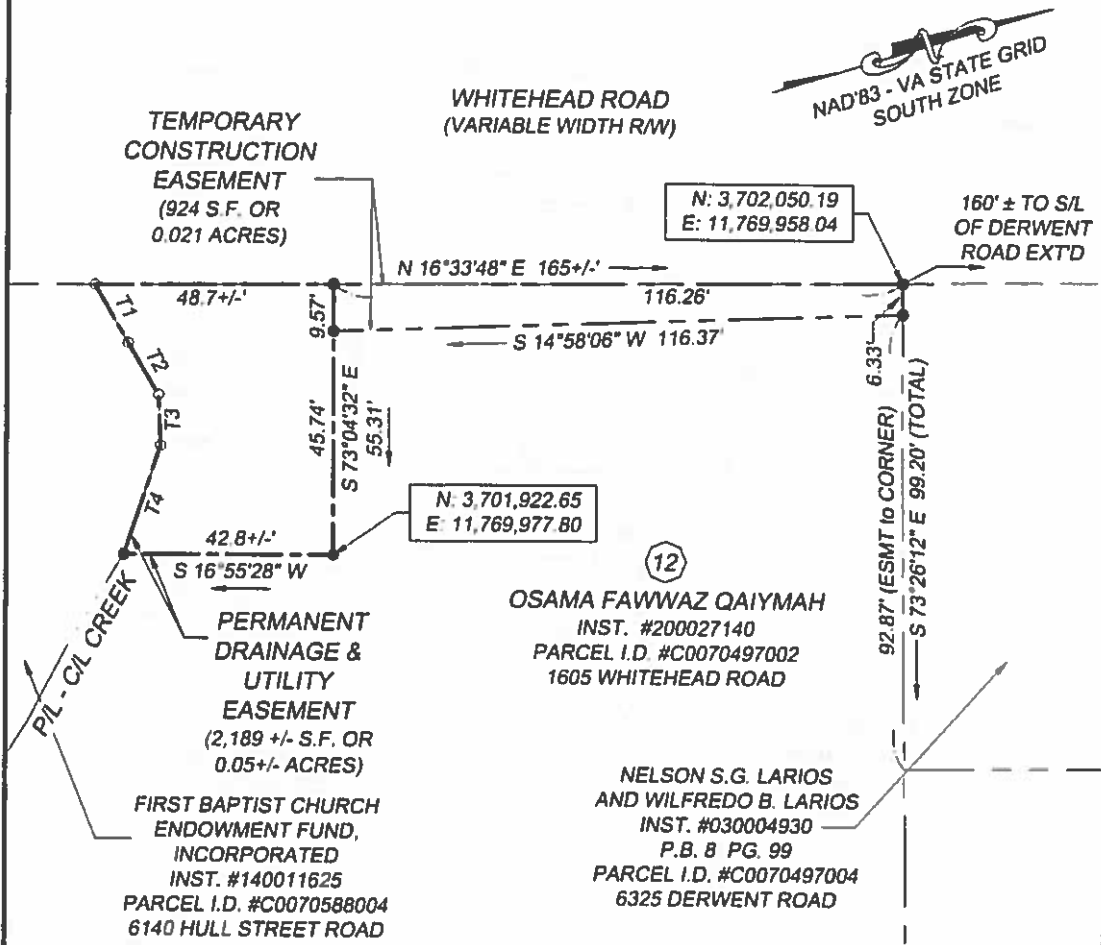 NAD'83 - VA STATE GRID
SOUTH ZONE
WHITEHEAD ROAD
(VARIABLE WIDTH R/W)
TEMPORARY
CONSTRUCTION
EASEMENT
(924 S.F. OR
0.021 ACRES)
N: 3,702,050.19
E: 11,769,958.04
160' ± TO S/L
OF DERWENT
ROAD EXT'D
N 16°33'48" E 165+/-'
48.7+/-'
116.26'
T1
T2
T3
T4
9.57'
S 14°58'06" W 116.37'
6.33'
45.74'
S 73°04'32" E
55.31'
92.87' (ESMT to CORNER)
S 73°26'12" E 99.20' (TOTAL)
N: 3,701,922.65
E: 11,769,977.80
42.8+/-'
S 16°55'28" W
12
OSAMA FAWWAZ QAIYMAH
INST. #200027140
PARCEL I.D. #C0070497002
1605 WHITEHEAD ROAD
P/L - C/L CREEK
PERMANENT
DRAINAGE &
UTILITY
EASEMENT
(2,189 +/- S.F. OR
0.05+/- ACRES)
FIRST BAPTIST CHURCH
ENDOWMENT FUND,
INCORPORATED
INST. #140011625
PARCEL I.D. #C0070588004
6140 HULL STREET ROAD
NELSON S.G. LARIOS
AND WILFREDO B. LARIOS
INST. #030004930
P.B. 8 PG. 99
PARCEL I.D. #C0070497004
6325 DERWENT ROAD